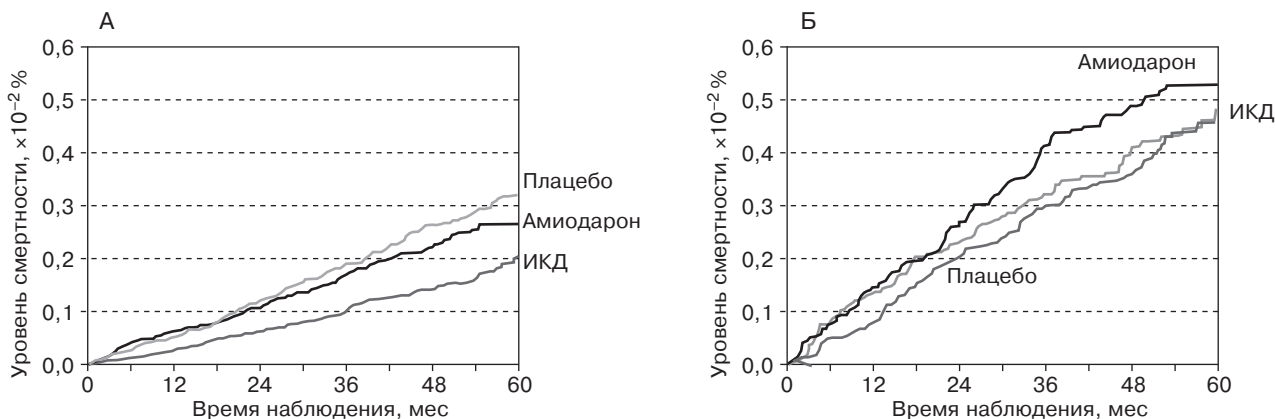 А
Уровень смертности, ×10⁻² %
0,6
0,5
0,4
0,3
0,2
0,1
0,0
Плацебо
Амиодарон
ИКД
0 12 24 36 48 60
Время наблюдения, мес
Б
Уровень смертности, ×10⁻² %
0,6
0,5
0,4
0,3
0,2
0,1
0,0
Амиодарон
ИКД
Плацебо
0 12 24 36 48 60
Время наблюдения, мес